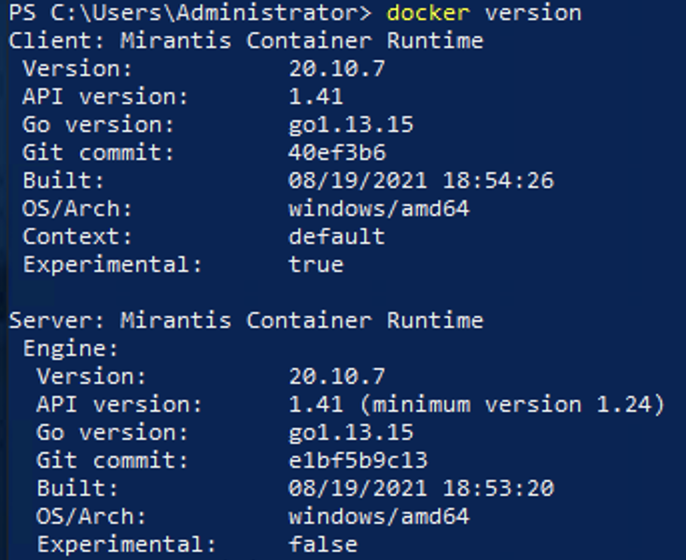 PS C:\Users\Administrator> docker version
Client: Mirantis Container Runtime
 Version:           20.10.7
 API version:       1.41
 Go version:        go1.13.15
 Git commit:        40ef3b6
 Built:             08/19/2021 18:54:26
 OS/Arch:           windows/amd64
 Context:           default
 Experimental:      true

Server: Mirantis Container Runtime
 Engine:
  Version:          20.10.7
  API version:      1.41 (minimum version 1.24)
  Go version:       go1.13.15
  Git commit:       e1bf5b9c13
  Built:            08/19/2021 18:53:20
  OS/Arch:          windows/amd64
  Experimental:     false